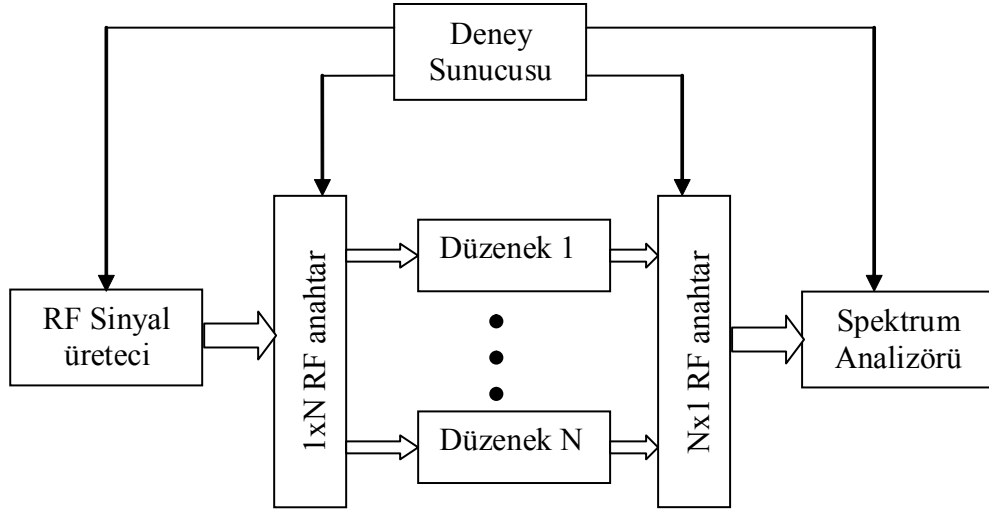 Deney
Sunucusu
RF Sinyal
üreteci
1xN RF anahtar
Düzenek 1
Düzenek N
Nx1 RF anahtar
Spektrum
Analizörü